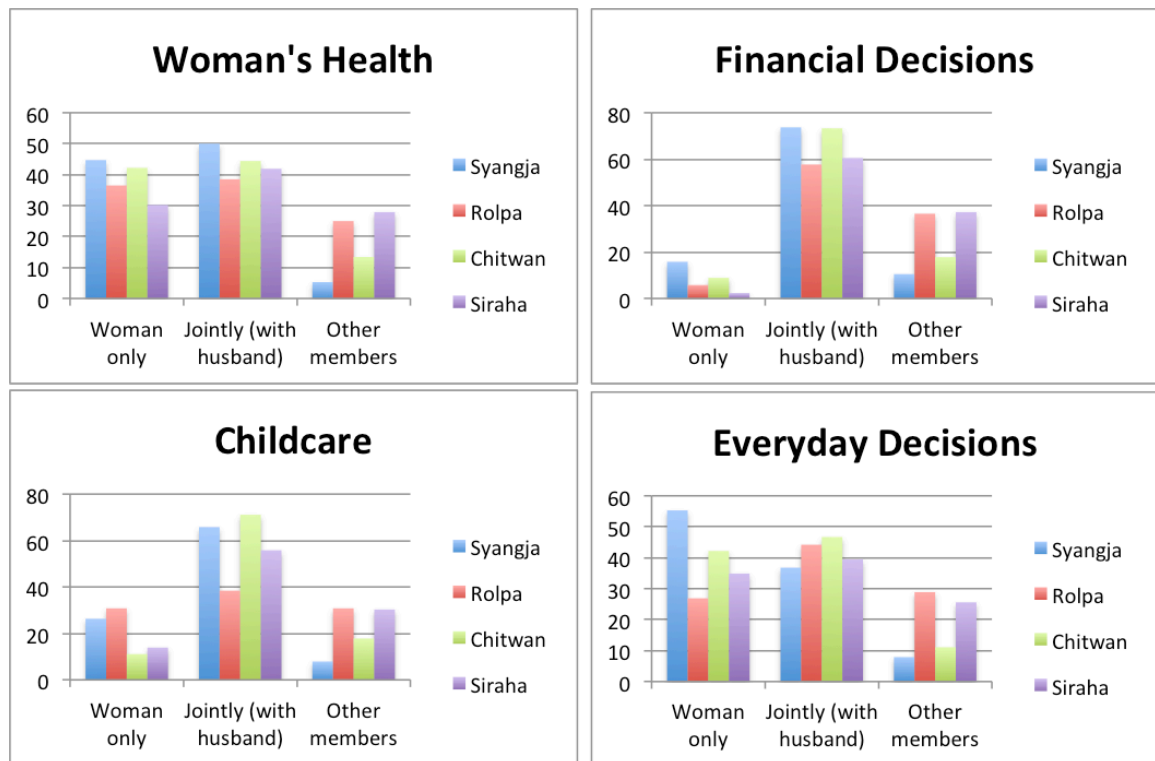 Woman's Health
60
50
40
30
20
10
0
Woman only
Jointly (with husband)
Other members
Syangja
Rolpa
Chitwan
Siraha
Financial Decisions
80
60
40
20
0
Woman only
Jointly (with husband)
Other members
Syangja
Rolpa
Chitwan
Siraha
Childcare
80
60
40
20
0
Woman only
Jointly (with husband)
Other members
Syangja
Rolpa
Chitwan
Siraha
Everyday Decisions
60
50
40
30
20
10
0
Woman only
Jointly (with husband)
Other members
Syangja
Rolpa
Chitwan
Siraha